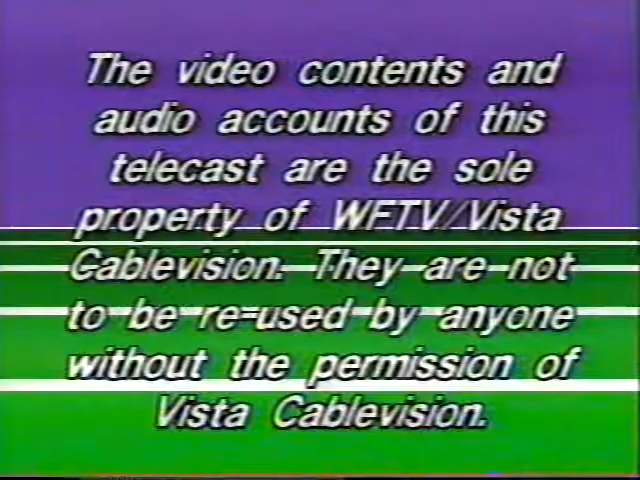 The video contents and
audio accounts of this
telecast are the sole
property of WFTV/Vista
Cablevision. They are not
to be re-used by anyone
without the permission of
Vista Cablevision.